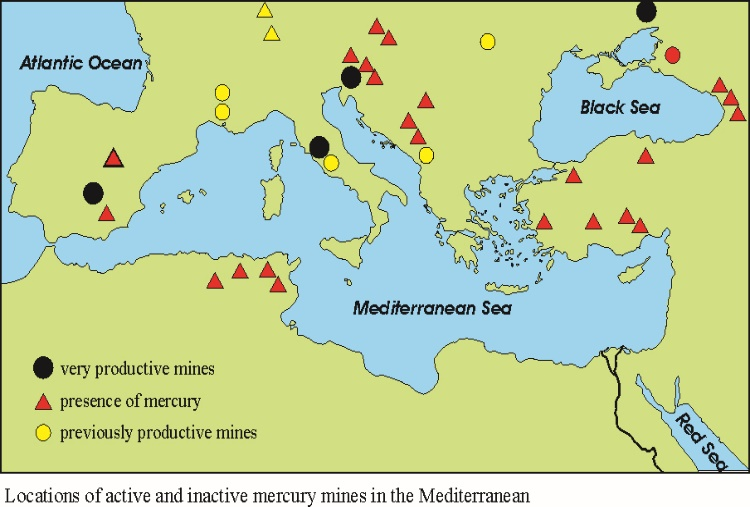 Atlantic Ocean
Black Sea
Mediterranean Sea
Red Sea
very productive mines
presence of mercury
previously productive mines
Locations of active and inactive mercury mines in the Mediterranean